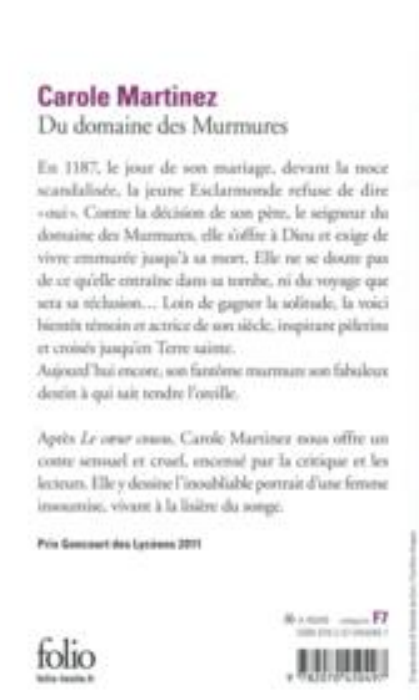 Carole Martinez
Du domaine des Murmures
En 1187, le jour de son mariage, devant la noce
scandalisée, la jeune Esclarmonde refuse de dire
«oui». Contre la décision de son père, le seigneur du
domaine des Murmures, elle s'offre à Dieu et exige de
vivre emmurée jusqu'à sa mort. Elle ne se doute pas
de ce qu'elle entraîne dans sa tombe, ni du voyage que
sera sa réclusion... Loin de gagner la solitude, la voici
bientôt témoin et actrice de son siècle, inspirant pèlerins
et croisés jusqu'en Terre sainte.
Aujourd'hui encore, son fantôme murmure son fabuleux
destin à qui sait tendre l'oreille.
Après Le cœur cousu, Carole Martinez nous offre un
conte sensuel et cruel, encensé par la critique et les
lecteurs. Elle y dessine l'inoubliable portrait d'une femme
insoumise, vivant à la lisière du songe.
Prix Goncourt des Lycéens 2011
catégorie F7
folio
folio-lesite.fr